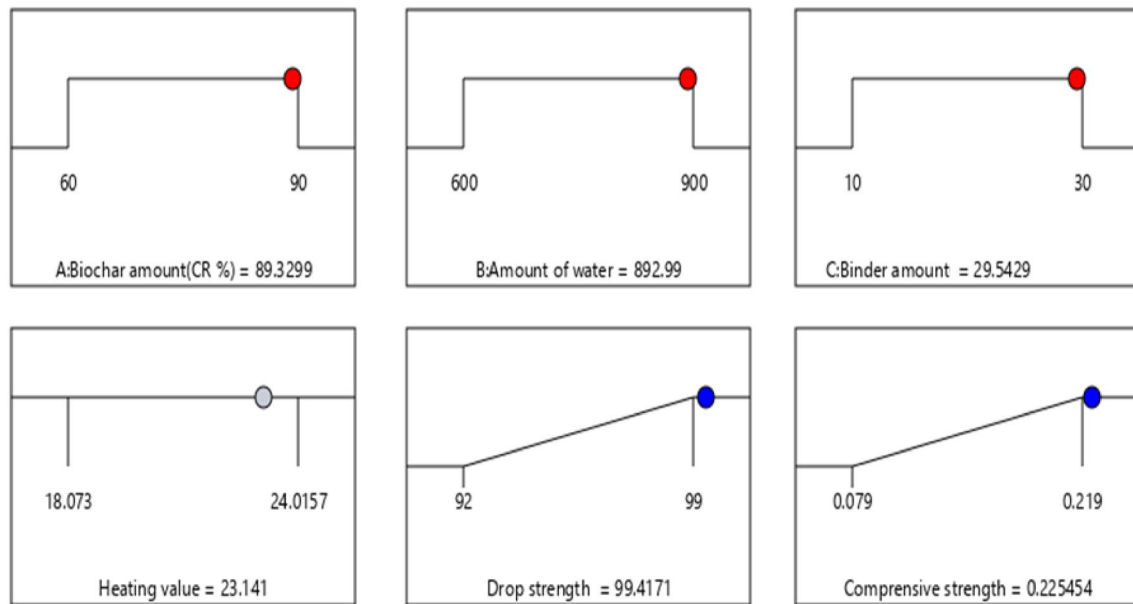 60 90
A:Biochar amount(CR %) = 89.3299
600 900
B:Amount of water = 892.99
10 30
C:Binder amount = 29.5429
18.073 24.0157
Heating value = 23.141
92 99
Drop strength = 99.4171
0.079 0.219
Comprensive strength = 0.225454